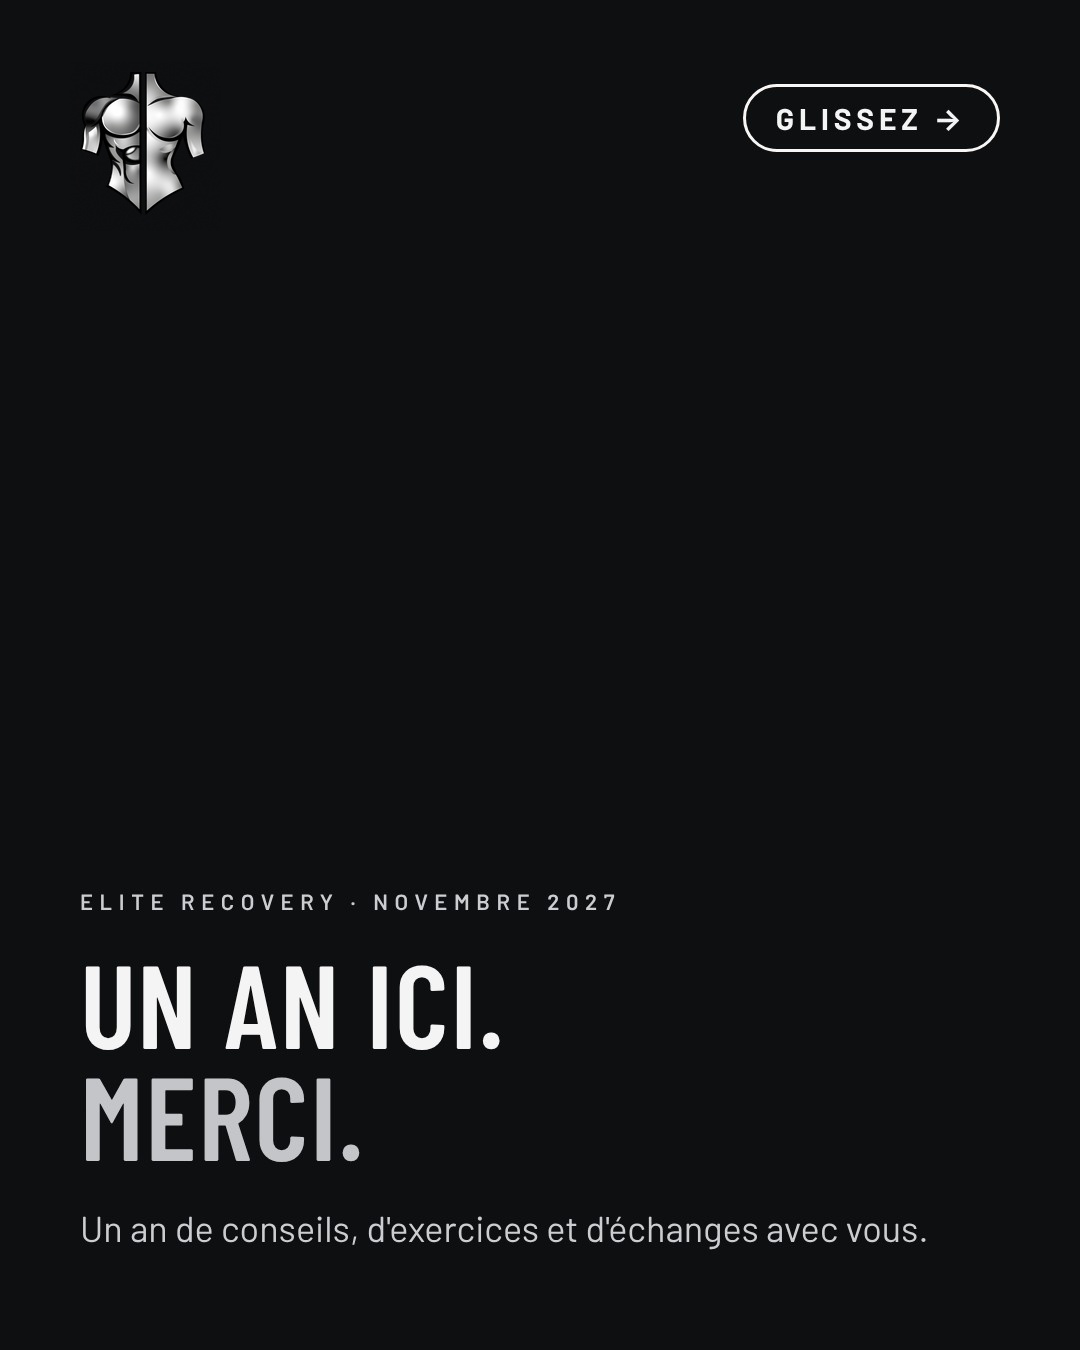 GLISSEZ →
ELITE RECOVERY · NOVEMBRE 2027
UN AN ICI.
MERCI.
Un an de conseils, d'exercices et d'échanges avec vous.